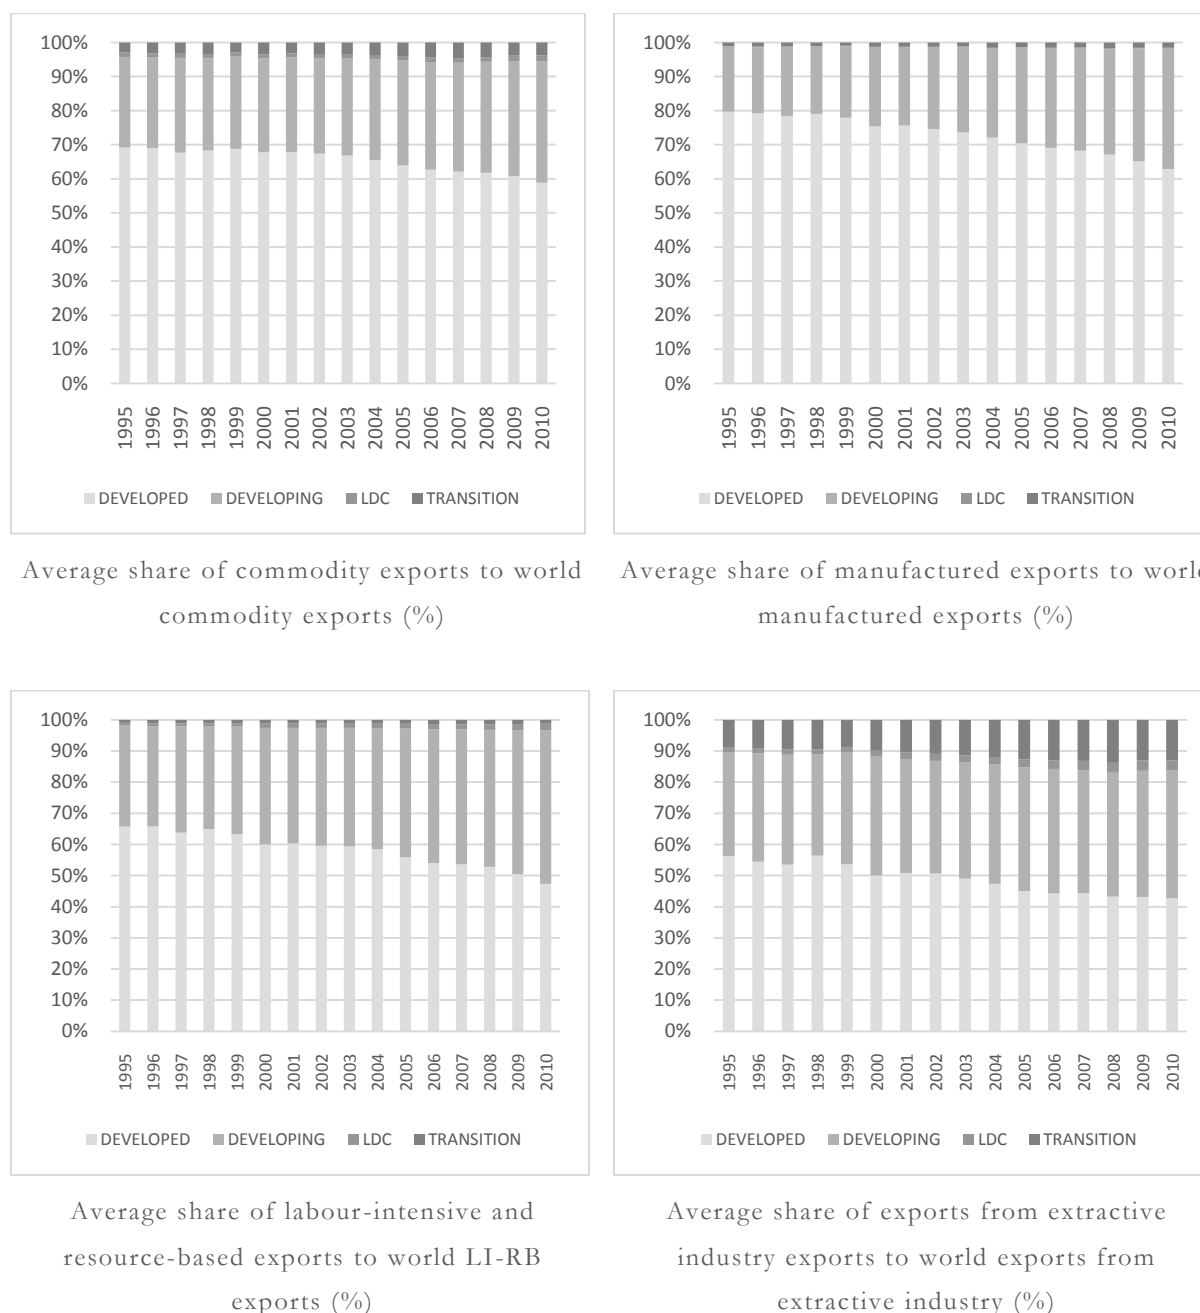 100%
90%
80%
70%
60%
50%
40%
30%
20%
10%
0%
1995 1996 1997 1998 1999 2000 2001 2002 2003 2004 2005 2006 2007 2008 2009 2010
DEVELOPED DEVELOPING LDC TRANSITION
Average share of commodity exports to world
commodity exports (%)
100%
90%
80%
70%
60%
50%
40%
30%
20%
10%
0%
1995 1996 1997 1998 1999 2000 2001 2002 2003 2004 2005 2006 2007 2008 2009 2010
DEVELOPED DEVELOPING LDC TRANSITION
Average share of manufactured exports to world
manufactured exports (%)
100%
90%
80%
70%
60%
50%
40%
30%
20%
10%
0%
1995 1996 1997 1998 1999 2000 2001 2002 2003 2004 2005 2006 2007 2008 2009 2010
DEVELOPED DEVELOPING LDC TRANSITION
Average share of labour-intensive and
resource-based exports to world LI-RB
exports (%)
100%
90%
80%
70%
60%
50%
40%
30%
20%
10%
0%
1995 1996 1997 1998 1999 2000 2001 2002 2003 2004 2005 2006 2007 2008 2009 2010
DEVELOPED DEVELOPING LDC TRANSITION
Average share of exports from extractive
industry exports to world exports from
extractive industry (%)